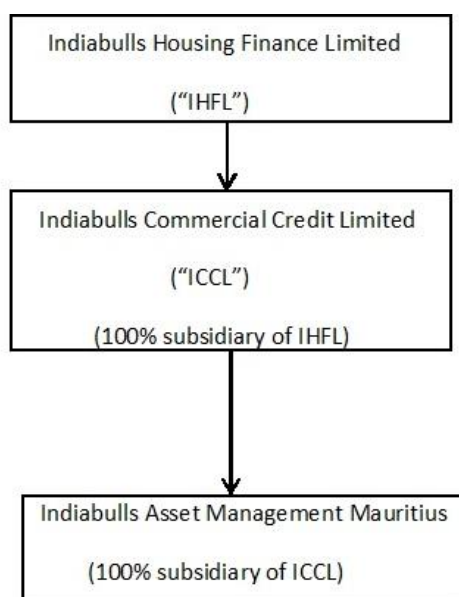 Indiabulls Housing Finance Limited
(“IHFL”)
Indiabulls Commercial Credit Limited
(“ICCL”)
(100% subsidiary of IHFL)
Indiabulls Asset Management Mauritius
(100% subsidiary of ICCL)